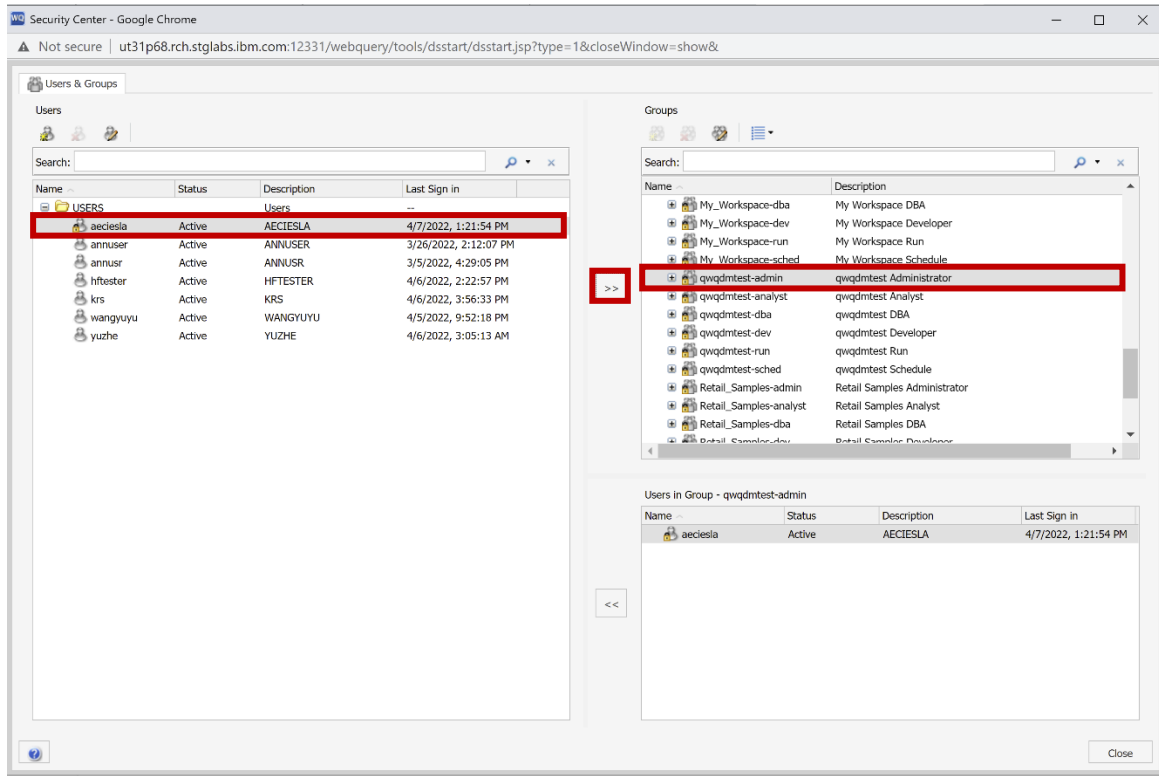 WQ Security Center - Google Chrome
Not secure | ut31p68.rch.stglabs.ibm.com:12331/webquery/tools/dsstart/dsstart.jsp?type=1&closeWindow=show&
Users & Groups
Users
Search:
Name Status Description Last Sign in
USERS Users --
aeciesla Active AECIESLA 4/7/2022, 1:21:54 PM
annuser Active ANNUSER 3/26/2022, 2:12:07 PM
annusr Active ANNUSR 3/5/2022, 4:29:05 PM
hftester Active HFTESTER 4/6/2022, 2:22:57 PM
krs Active KRS 4/6/2022, 3:56:33 PM
wangyuyu Active WANGYUYU 4/5/2022, 9:52:18 PM
yuzhe Active YUZHE 4/6/2022, 3:05:13 AM
>>
<<
Groups
Search:
Name Description
My_Workspace-dba My Workspace DBA
My_Workspace-dev My Workspace Developer
My_Workspace-run My Workspace Run
My_Workspace-sched My Workspace Schedule
qwqdmtest-admin qwqdmtest Administrator
qwqdmtest-analyst qwqdmtest Analyst
qwqdmtest-dba qwqdmtest DBA
qwqdmtest-dev qwqdmtest Developer
qwqdmtest-run qwqdmtest Run
qwqdmtest-sched qwqdmtest Schedule
Retail_Samples-admin Retail Samples Administrator
Retail_Samples-analyst Retail Samples Analyst
Retail_Samples-dba Retail Samples DBA
Retail_Samples-dev Retail Samples Developer
Users in Group - qwqdmtest-admin
Name Status Description Last Sign in
aeciesla Active AECIESLA 4/7/2022, 1:21:54 PM
Close